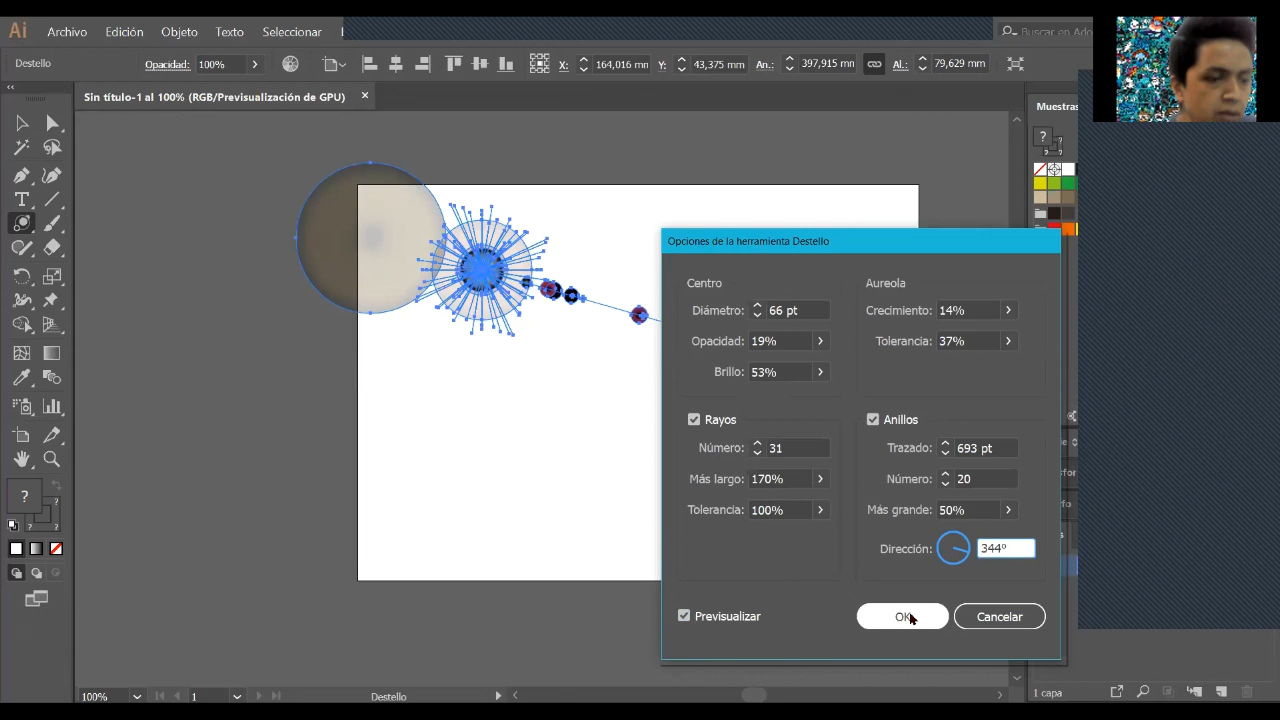 Ai Archivo Edición Objeto Texto Seleccionar
Buscar en Ado
Destello Opacidad: 100% X: 164,016 mm Y: 43,375 mm An.: 397,915 mm Al.: 79,629 mm
Sin título-1 al 100% (RGB/Previsualización de GPU) ×
Muestras
?
T
Opciones de la herramienta Destello
Centro
Diámetro: 66 pt
Opacidad: 19%
Brillo: 53%
Aureola
Crecimiento: 14%
Tolerancia: 37%
Rayos
Número: 31
Más largo: 170%
Tolerancia: 100%
Anillos
Trazado: 693 pt
Número: 20
Más grande: 50%
Dirección: 344º
Previsualizar
OK
Cancelar
?
100% 1 Destello
1 capa